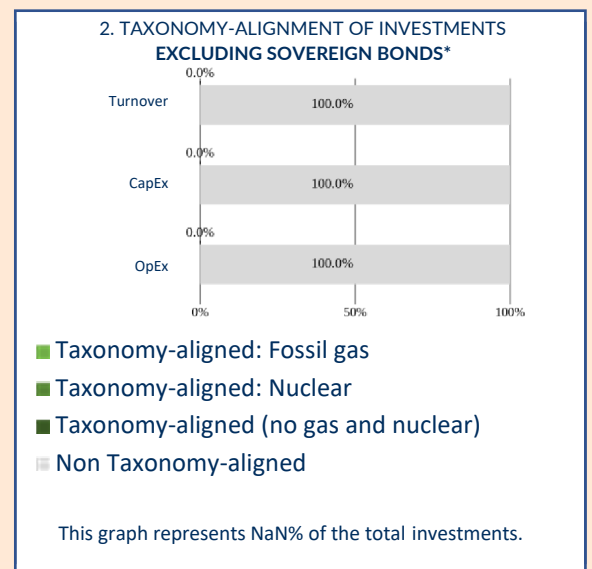 2. TAXONOMY-ALIGNMENT OF INVESTMENTS
EXCLUDING SOVEREIGN BONDS*
0.0%
Turnover
100.0%
0.0%
CapEx
100.0%
0.0%
OpEx
100.0%
0% 50% 100%
Taxonomy-aligned: Fossil gas
Taxonomy-aligned: Nuclear
Taxonomy-aligned (no gas and nuclear)
Non Taxonomy-aligned
This graph represents NaN% of the total investments.